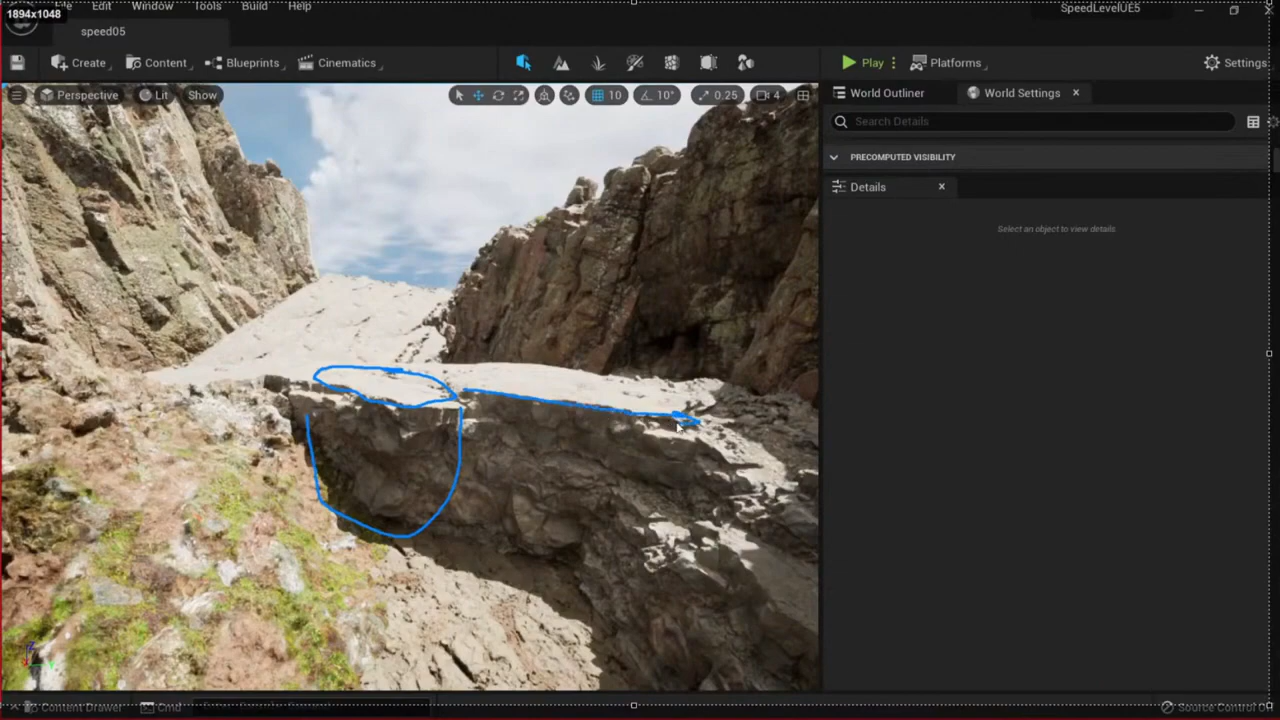 1894x1048
File Edit Window Tools Build Help
SpeedLevelUE5
speed05
Create Content Blueprints Cinematics
Play Platforms Settings
Perspective Lit Show
10 10° 0.25 4
World Outliner World Settings
Search Details
PRECOMPUTED VISIBILITY
Details
Select an object to view details
Content Drawer Cmd
Source Control